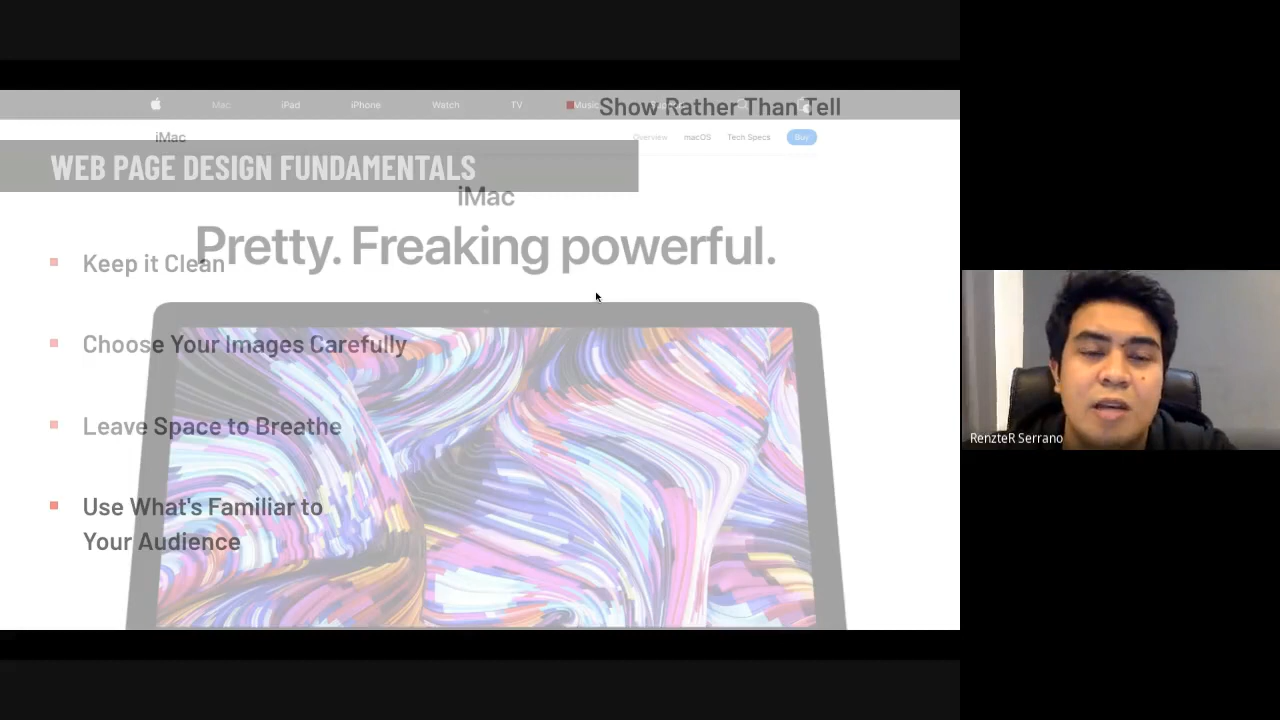 Mac
iPad
iPhone
Watch
TV
Music
Show Rather Than Tell
iMac
Overview
macOS
Tech Specs
Buy
WEB PAGE DESIGN FUNDAMENTALS
iMac
Pretty. Freaking powerful.
Keep it Clean
Choose Your Images Carefully
Leave Space to Breathe
Use What's Familiar to
Your Audience
RenzteR Serrano